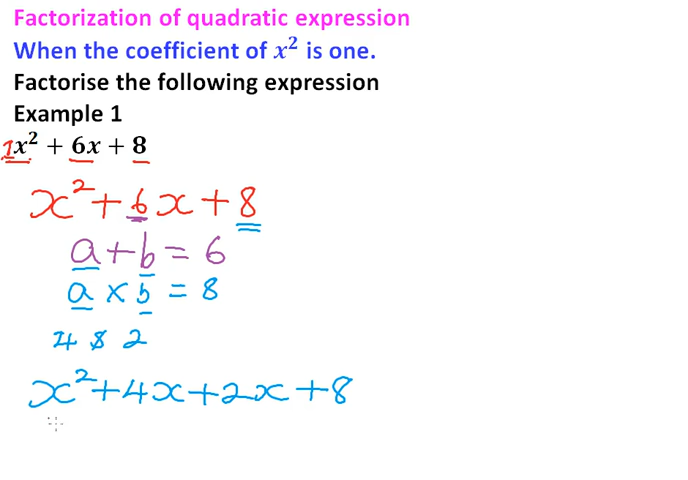 Factorization of quadratic expression
When the coefficient of x² is one.
Factorise the following expression
Example 1
1x² + 6x + 8
x² + 6x + 8
a + b = 6
a × b = 8
4 & 2
x² + 4x + 2x + 8